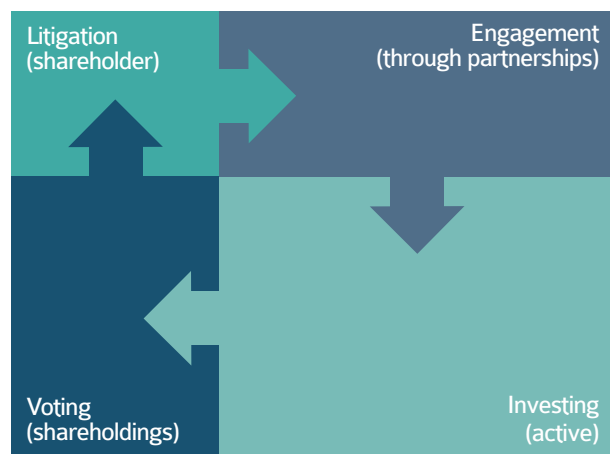 Litigation
(shareholder)
Engagement
(through partnerships)
Voting
(shareholdings)
Investing
(active)